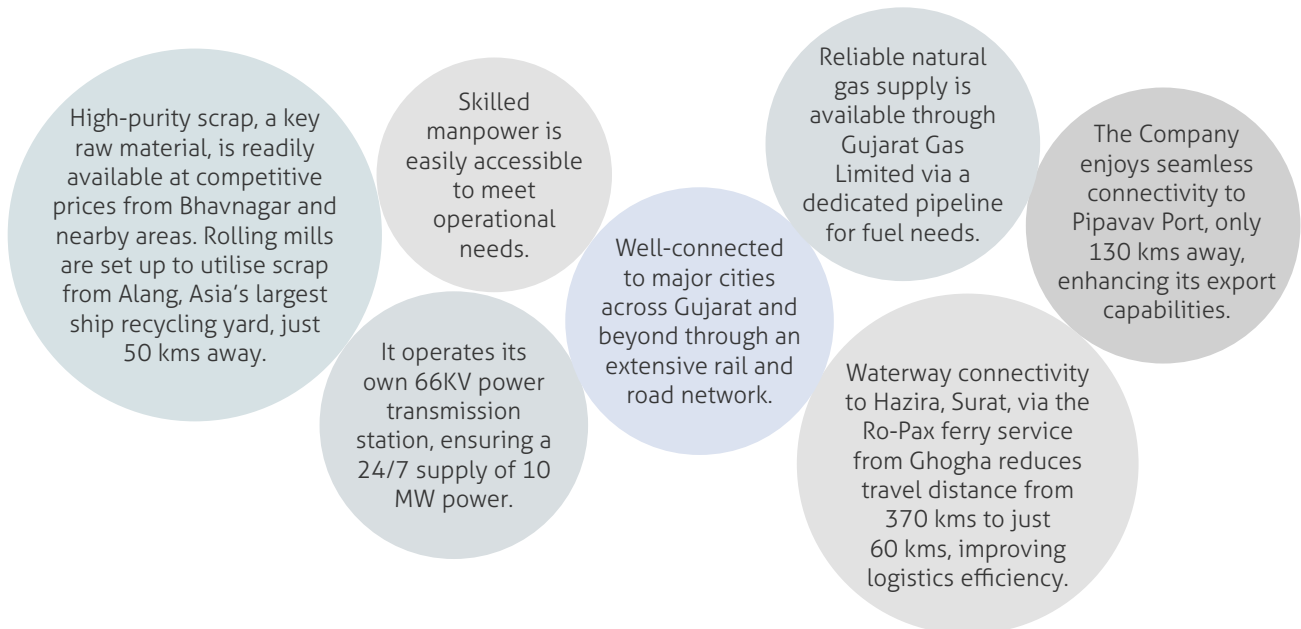 High-purity scrap, a key
raw material, is readily
available at competitive
prices from Bhavnagar and
nearby areas. Rolling mills
are set up to utilise scrap
from Alang, Asia's largest
ship recycling yard, just
50 kms away.
Skilled
manpower is
easily accessible
to meet
operational
needs.
It operates its
own 66KV power
transmission
station, ensuring a
24/7 supply of 10
MW power.
Well-connected
to major cities
across Gujarat and
beyond through an
extensive rail and
road network.
Reliable natural
gas supply is
available through
Gujarat Gas
Limited via a
dedicated pipeline
for fuel needs.
Waterway connectivity
to Hazira, Surat, via the
Ro-Pax ferry service
from Ghogha reduces
travel distance from
370 kms to just
60 kms, improving
logistics efficiency.
The Company
enjoys seamless
connectivity to
Pipavav Port, only
130 kms away,
enhancing its export
capabilities.